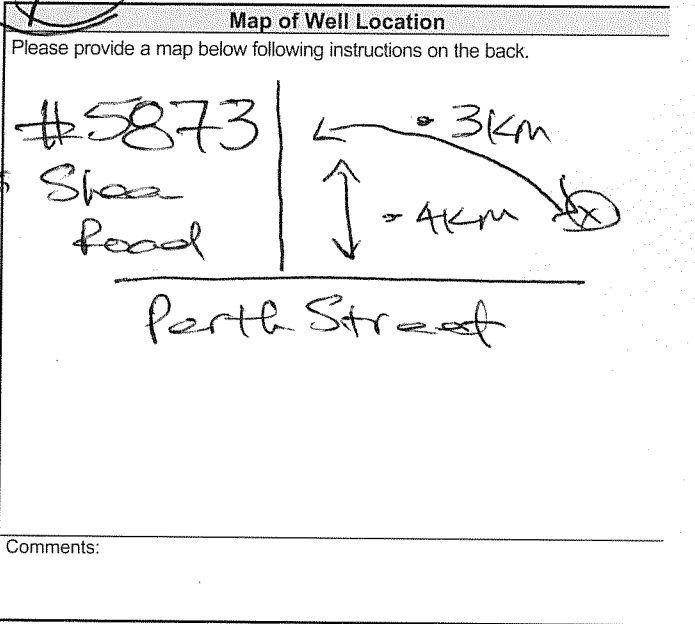 Map of Well Location
Please provide a map below following instructions on the back.
#5873
Shea
Road
• 3KM
• 4KM
X
Perth Street
Comments: